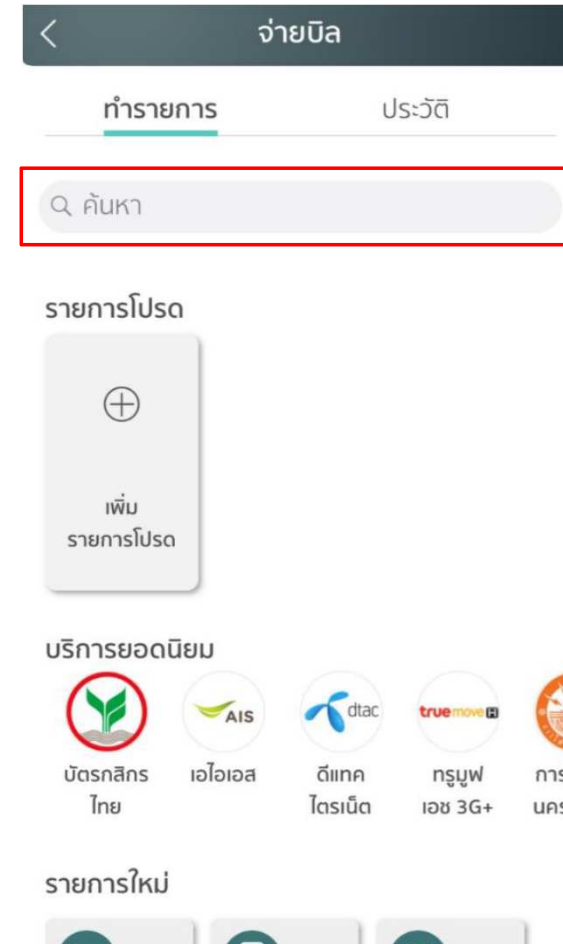 จ่ายบิล
ทำรายการ ประวัติ
ค้นหา
รายการโปรด
เพิ่ม
รายการโปรด
บริการยอดนิยม
AIS dtac truemove H
บัตรกสิกร เอไอเอส ดีแทค ทรูมูฟ
ไทย ไตรเน็ต เอช 3G+
รายการใหม่